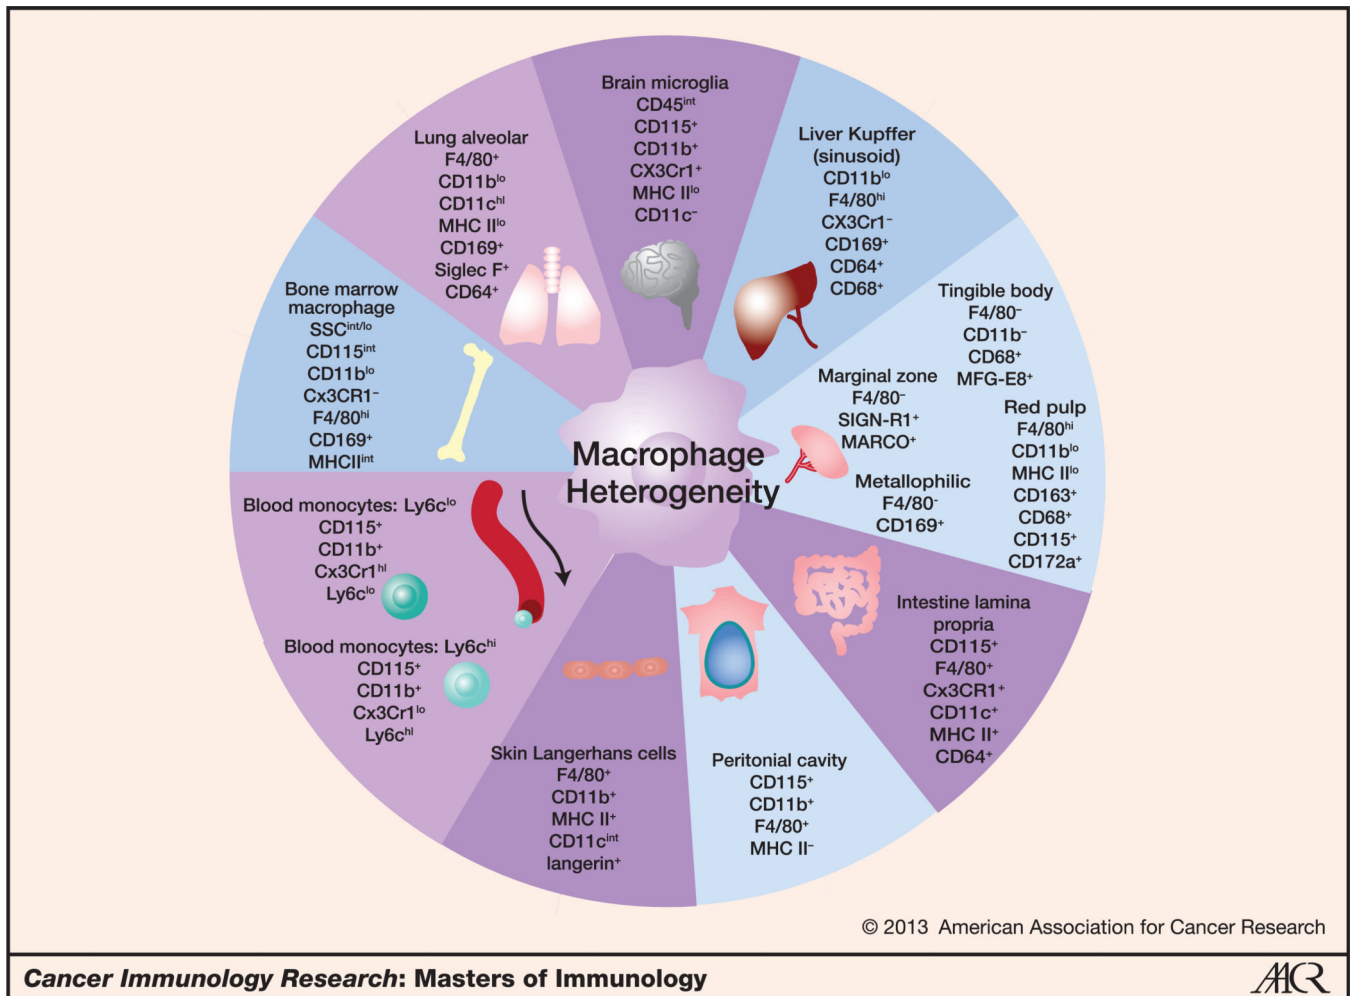 Brain microglia
CD45int
CD115+
CD11b+
CX3Cr1+
MHC IIlo
CD11c−
Liver Kupffer
(sinusoid)
CD11blo
F4/80hi
CX3Cr1−
CD169+
CD64+
CD68+
Tingible body
F4/80−
CD11b−
CD68+
MFG-E8+
Marginal zone
F4/80−
SIGN-R1+
MARCO+
Red pulp
F4/80hi
CD11blo
MHC IIlo
CD163+
CD68+
CD115+
CD172a+
Metallophilic
F4/80-
CD169+
Intestine lamina
propria
CD115+
F4/80+
Cx3CR1+
CD11c+
MHC II+
CD64+
Peritonial cavity
CD115+
CD11b+
F4/80+
MHC II−
Skin Langerhans cells
F4/80+
CD11b+
MHC II+
CD11cint
langerin+
Blood monocytes: Ly6clo
CD115+
CD11b+
Cx3Cr1hl
Ly6clo
Blood monocytes: Ly6chi
CD115+
CD11b+
Cx3Cr1lo
Ly6chl
Bone marrow
macrophage
SSCint/lo
CD115int
CD11blo
Cx3CR1−
F4/80hi
CD169+
MHCIIint
Lung alveolar
F4/80+
CD11blo
CD11chl
MHC IIlo
CD169+
Siglec F+
CD64+
Macrophage
Heterogeneity
© 2013 American Association for Cancer Research
Cancer Immunology Research: Masters of Immunology
AACR